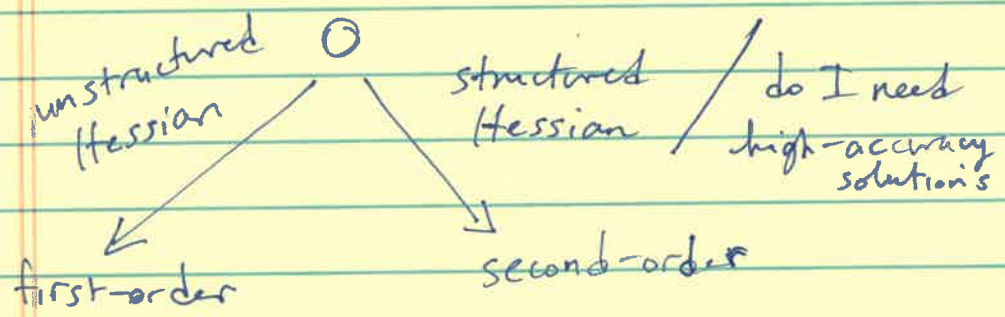 unstructured
Hessian
structured
Hessian
do I need
high-accuracy
solutions
first-order
second-order